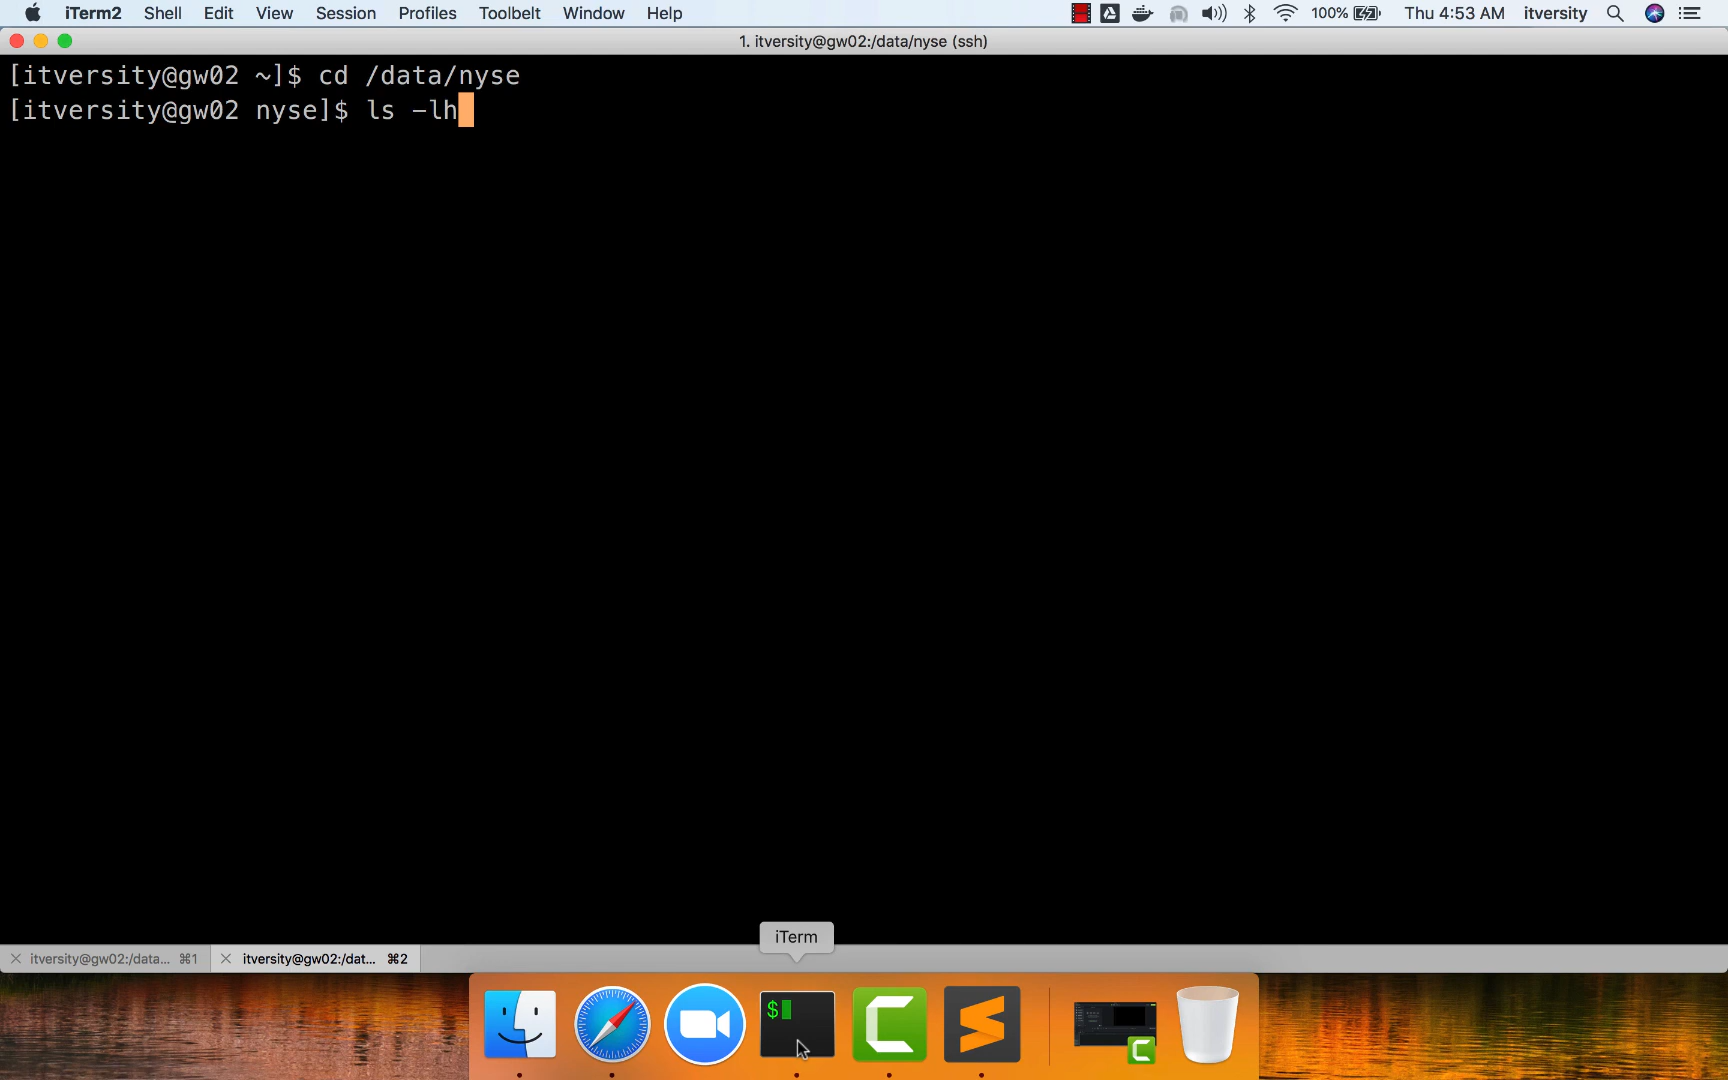 iTerm2 Shell Edit View Session Profiles Toolbelt Window Help 100% Thu 4:53 AM itversity
1. itversity@gw02:/data/nyse (ssh)
[itversity@gw02 ~]$ cd /data/nyse
[itversity@gw02 nyse]$ ls -lh
iTerm
itversity@gw02:/data... ⌘1 itversity@gw02:/dat... ⌘2
$